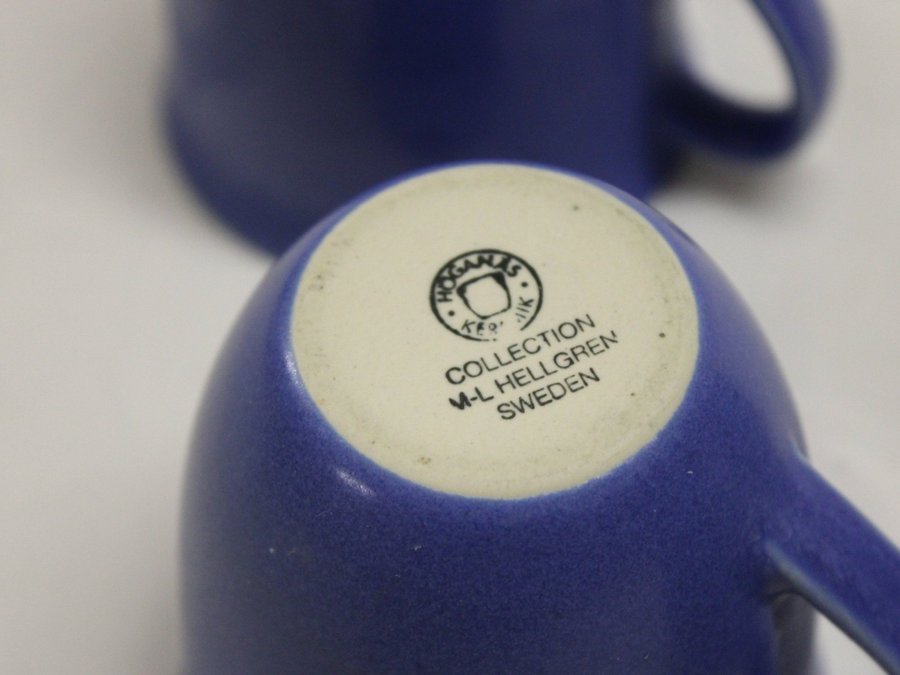 HÖGANÄS
COLLECTION
M-L HELLGREN
SWEDEN